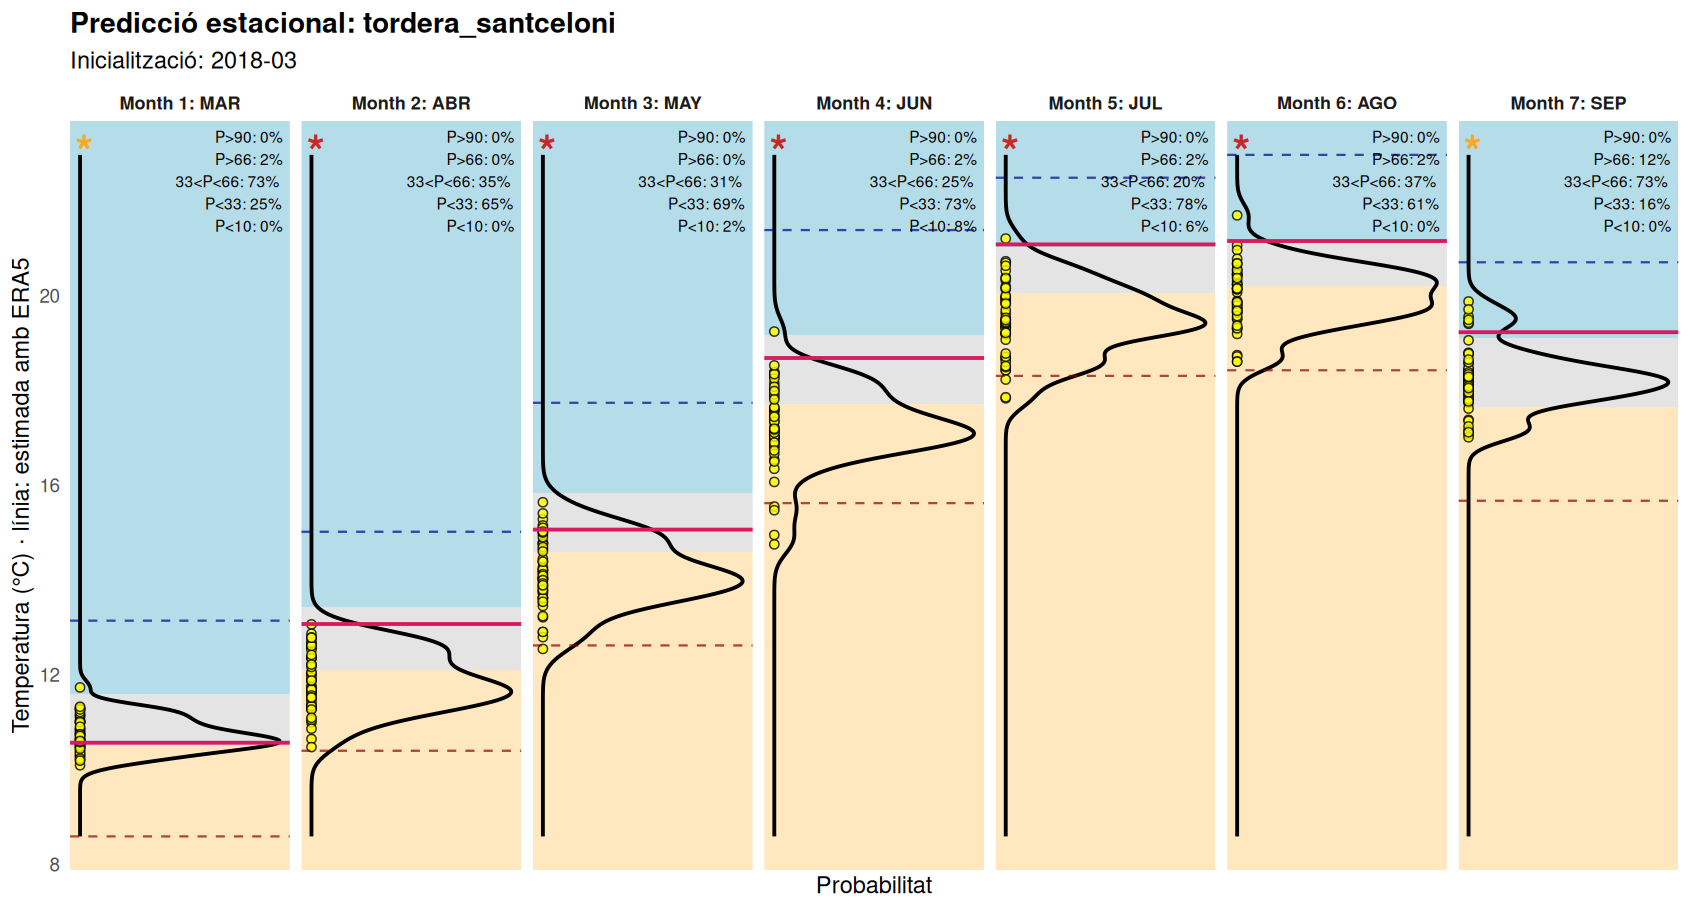 Predicció estacional: tordera_santceloni
Inicialització: 2018-03
Month 1: MAR
Month 2: ABR
Month 3: MAY
Month 4: JUN
Month 5: JUL
Month 6: AGO
Month 7: SEP
*
P>90: 0%
P>66: 2%
33<P<66: 73%
P<33: 25%
P<10: 0%
*
P>90: 0%
P>66: 0%
33<P<66: 35%
P<33: 65%
P<10: 0%
*
P>90: 0%
P>66: 0%
33<P<66: 31%
P<33: 69%
P<10: 2%
*
P>90: 0%
P>66: 2%
33<P<66: 25%
P<33: 73%
P<10: 8%
*
P>90: 0%
P>66: 2%
33<P<66: 20%
P<33: 78%
P<10: 6%
*
P>90: 0%
P>66: 2%
33<P<66: 37%
P<33: 61%
P<10: 0%
*
P>90: 0%
P>66: 12%
33<P<66: 73%
P<33: 16%
P<10: 0%
Temperatura (°C) · línia: estimada amb ERA5
20
16
12
8
Probabilitat